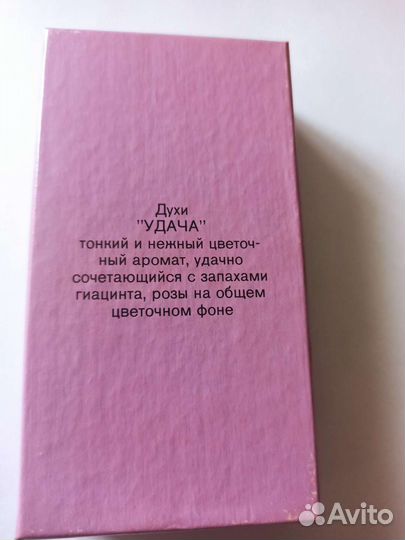 Духи
"УДАЧА"
тонкий и нежный цветоч-
ный аромат, удачно
сочетающийся с запахами
гиацинта, розы на общем
цветочном фоне
Avito